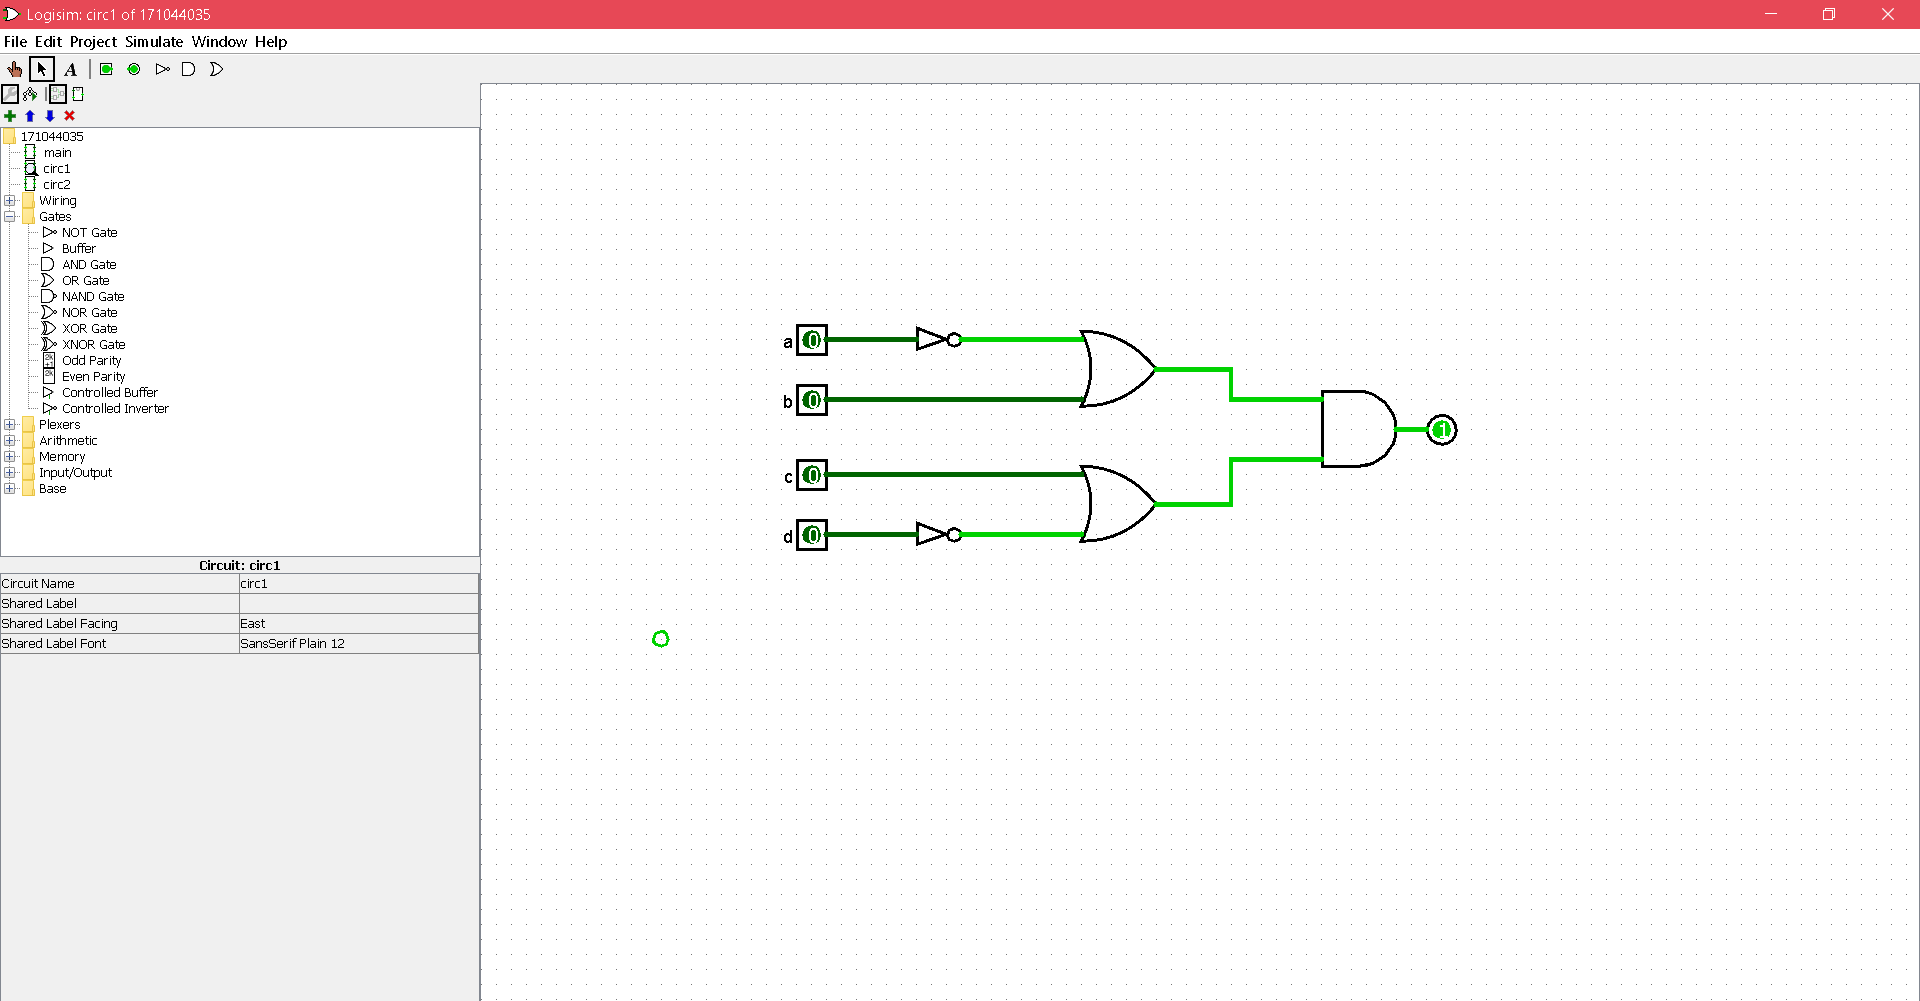 Logisim: circ1 of 171044035
File Edit Project Simulate Window Help
A
171044035
main
circ1
circ2
Wiring
Gates
NOT Gate
Buffer
AND Gate
OR Gate
NAND Gate
NOR Gate
XOR Gate
XNOR Gate
Odd Parity
Even Parity
Controlled Buffer
Controlled Inverter
Plexers
Arithmetic
Memory
Input/Output
Base
Circuit: circ1
Circuit Name circ1
Shared Label
Shared Label Facing East
Shared Label Font SansSerif Plain 12
a 0
b 0
1
c 0
d 0